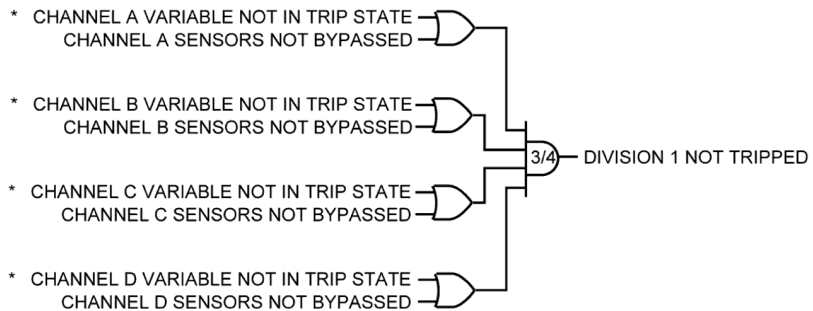 * CHANNEL A VARIABLE NOT IN TRIP STATE
CHANNEL A SENSORS NOT BYPASSED
* CHANNEL B VARIABLE NOT IN TRIP STATE
CHANNEL B SENSORS NOT BYPASSED
3/4
DIVISION 1 NOT TRIPPED
* CHANNEL C VARIABLE NOT IN TRIP STATE
CHANNEL C SENSORS NOT BYPASSED
* CHANNEL D VARIABLE NOT IN TRIP STATE
CHANNEL D SENSORS NOT BYPASSED